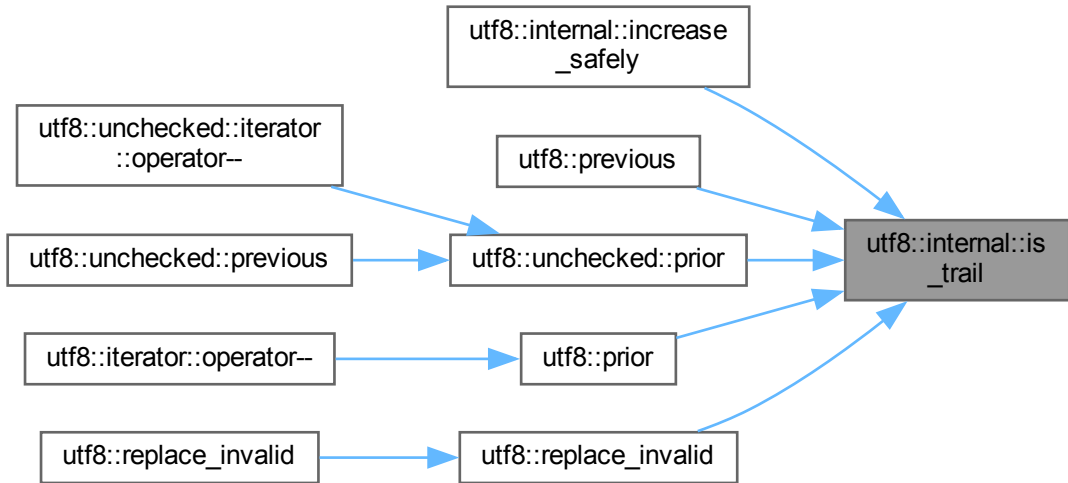 utf8::internal::increase
_safely
utf8::unchecked::iterator
::operator--
utf8::previous
utf8::internal::is
_trail
utf8::unchecked::previous
utf8::unchecked::prior
utf8::iterator::operator--
utf8::prior
utf8::replace_invalid
utf8::replace_invalid